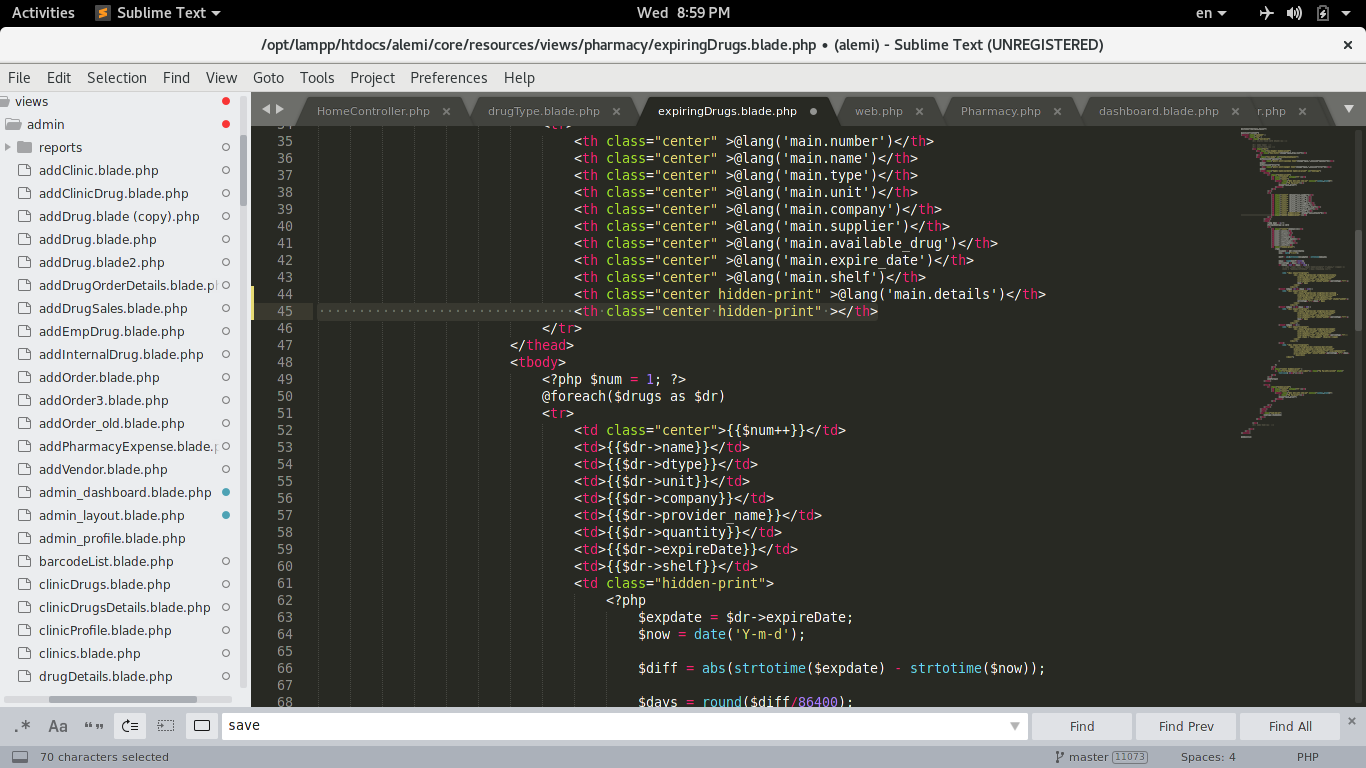 Activities Sublime Text Wed 8:59 PM en
/opt/lampp/htdocs/alemi/core/resources/views/pharmacy/expiringDrugs.blade.php • (alemi) - Sublime Text (UNREGISTERED) ×
File Edit Selection Find View Goto Tools Project Preferences Help
HomeController.php × drugType.blade.php × expiringDrugs.blade.php web.php × Pharmacy.php × dashboard.blade.php × r.php ×
views
admin
reports
addClinic.blade.php
addClinicDrug.blade.php
addDrug.blade (copy).php
addDrug.blade.php
addDrug.blade2.php
addDrugOrderDetails.blade.pl
addDrugSales.blade.php
addEmpDrug.blade.php
addInternalDrug.blade.php
addOrder.blade.php
addOrder3.blade.php
addOrder_old.blade.php
addPharmacyExpense.blade.
addVendor.blade.php
admin_dashboard.blade.php
admin_layout.blade.php
admin_profile.blade.php
barcodeList.blade.php
clinicDrugs.blade.php
clinicDrugsDetails.blade.php
clinicProfile.blade.php
clinics.blade.php
drugDetails.blade.php
34 <tr>
35 <th class="center" >@lang('main.number')</th>
36 <th class="center" >@lang('main.name')</th>
37 <th class="center" >@lang('main.type')</th>
38 <th class="center" >@lang('main.unit')</th>
39 <th class="center" >@lang('main.company')</th>
40 <th class="center" >@lang('main.supplier')</th>
41 <th class="center" >@lang('main.available_drug')</th>
42 <th class="center" >@lang('main.expire_date')</th>
43 <th class="center" >@lang('main.shelf')</th>
44 <th class="center hidden-print" >@lang('main.details')</th>
45 <th class="center hidden-print" ></th>
46 </tr>
47 </thead>
48 <tbody>
49 <?php $num = 1; ?>
50 @foreach($drugs as $dr)
51 <tr>
52 <td class="center">{{$num++}}</td>
53 <td>{{$dr->name}}</td>
54 <td>{{$dr->dtype}}</td>
55 <td>{{$dr->unit}}</td>
56 <td>{{$dr->company}}</td>
57 <td>{{$dr->provider_name}}</td>
58 <td>{{$dr->quantity}}</td>
59 <td>{{$dr->expireDate}}</td>
60 <td>{{$dr->shelf}}</td>
61 <td class="hidden-print">
62 <?php
63 $expdate = $dr->expireDate;
64 $now = date('Y-m-d');
65
66 $diff = abs(strtotime($expdate) - strtotime($now));
67
68 $days = round($diff/86400);
.* Aa “” save Find Find Prev Find All ×
70 characters selected master 11073 Spaces: 4 PHP